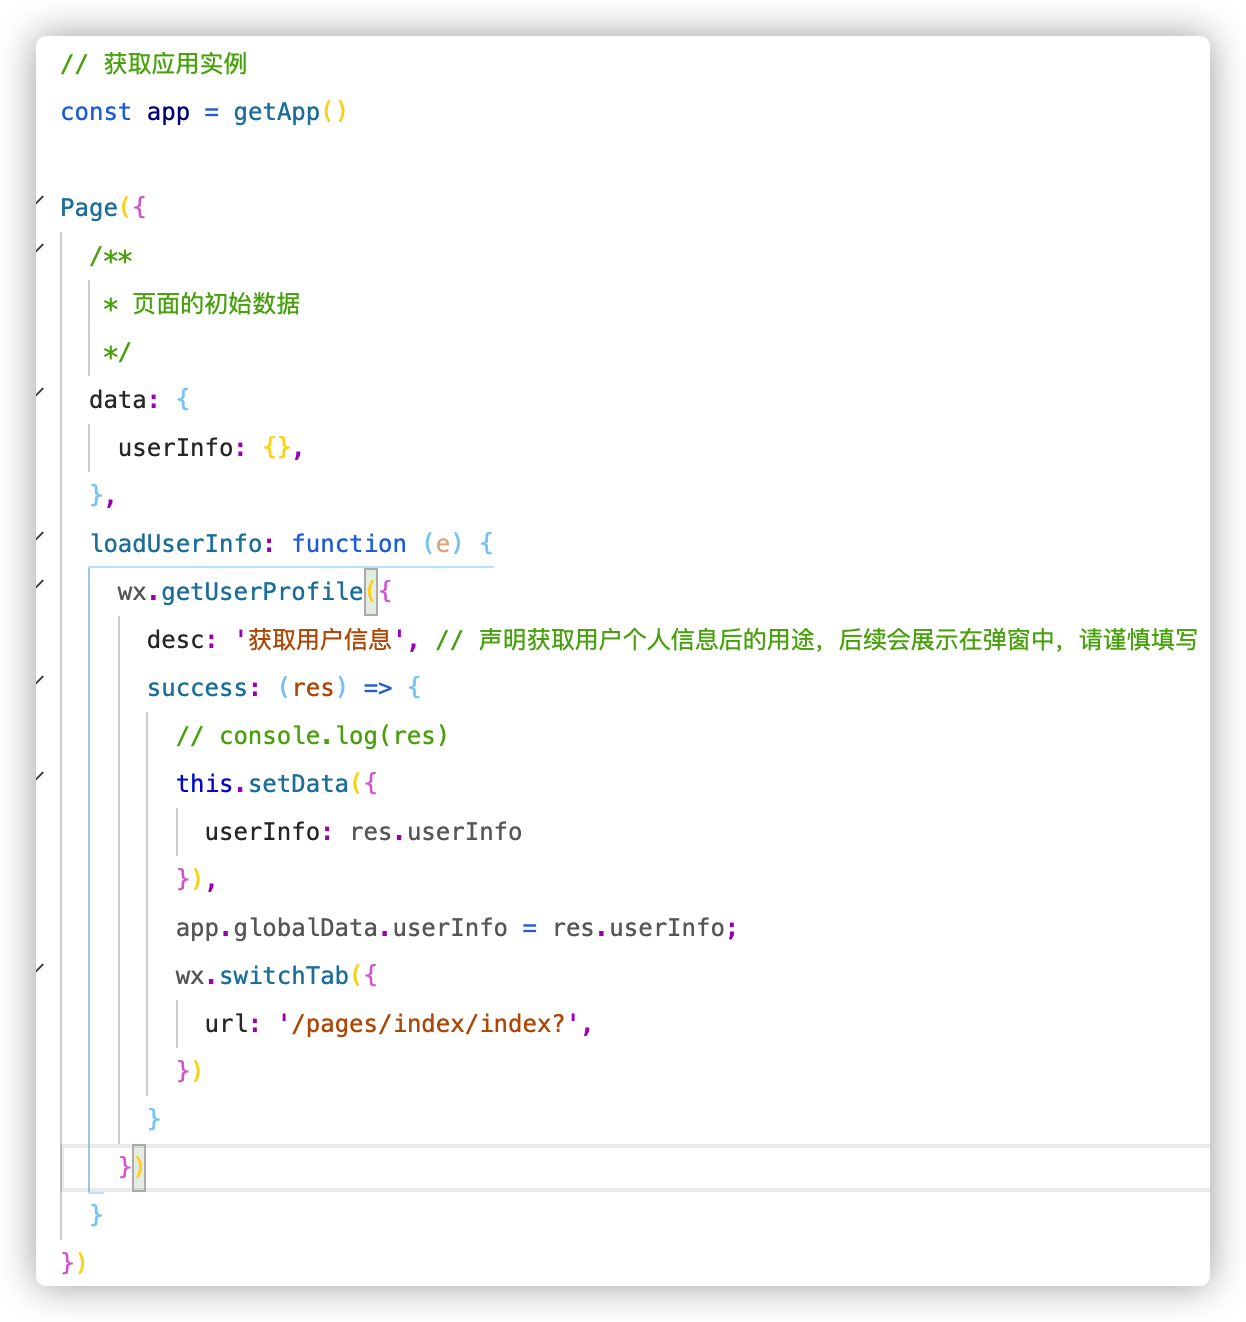 // 获取应用实例
const app = getApp()
Page({
/**
* 页面的初始数据
*/
data: {
userInfo: {},
},
loadUserInfo: function (e) {
wx.getUserProfile({
desc: '获取用户信息', // 声明获取用户个人信息后的用途，后续会展示在弹窗中，请谨慎填写
success: (res) => {
// console.log(res)
this.setData({
userInfo: res.userInfo
}),
app.globalData.userInfo = res.userInfo;
wx.switchTab({
url: '/pages/index/index?',
})
}
})
}
})